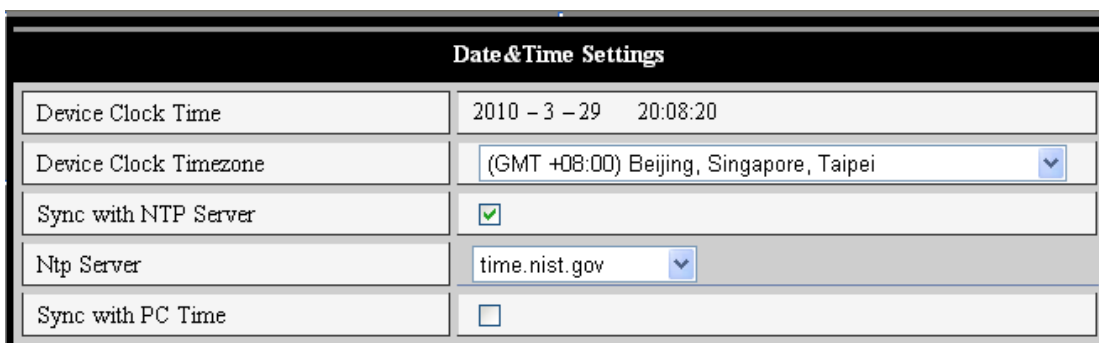 Date&Time Settings
Device Clock Time 2010 – 3 – 29 20:08:20
Device Clock Timezone (GMT +08:00) Beijing, Singapore, Taipei
Sync with NTP Server
Ntp Server time.nist.gov
Sync with PC Time